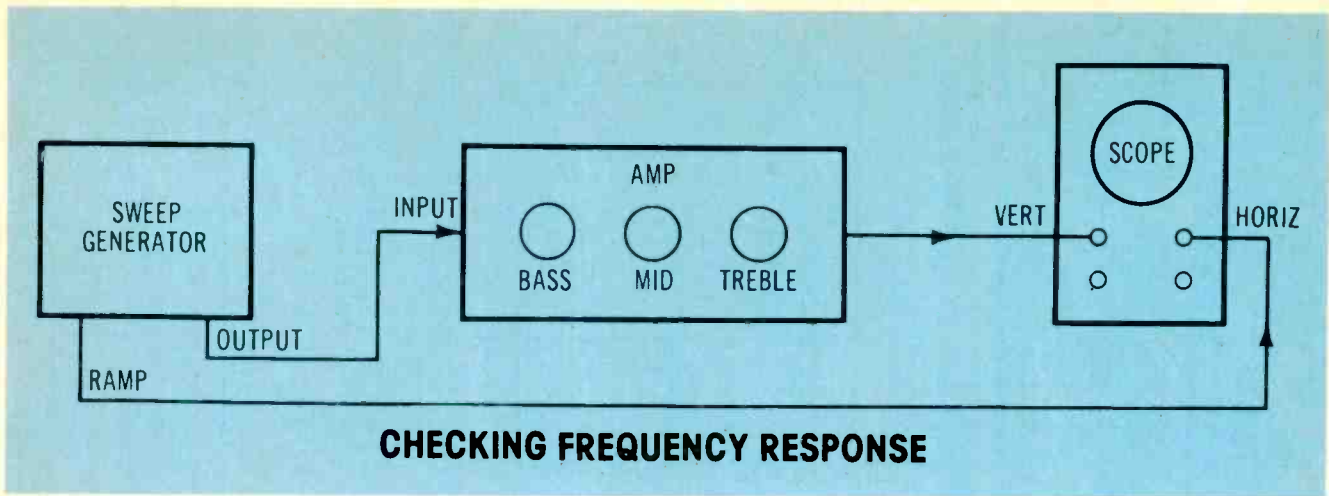 SWEEP
GENERATOR
OUTPUT
RAMP
INPUT
AMP
BASS MID TREBLE
VERT
SCOPE
HORIZ
CHECKING FREQUENCY RESPONSE